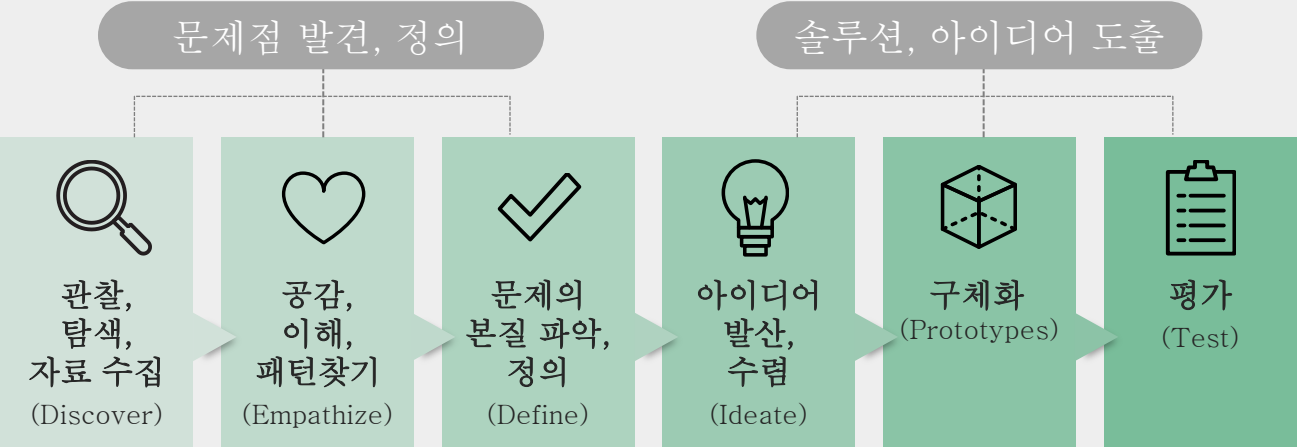 문제점 발견, 정의
솔루션, 아이디어 도출
관찰,
탐색,
자료 수집
(Discover)
공감,
이해,
패턴찾기
(Empathize)
문제의
본질 파악,
정의
(Define)
아이디어
발산,
수렴
(Ideate)
구체화
(Prototypes)
평가
(Test)